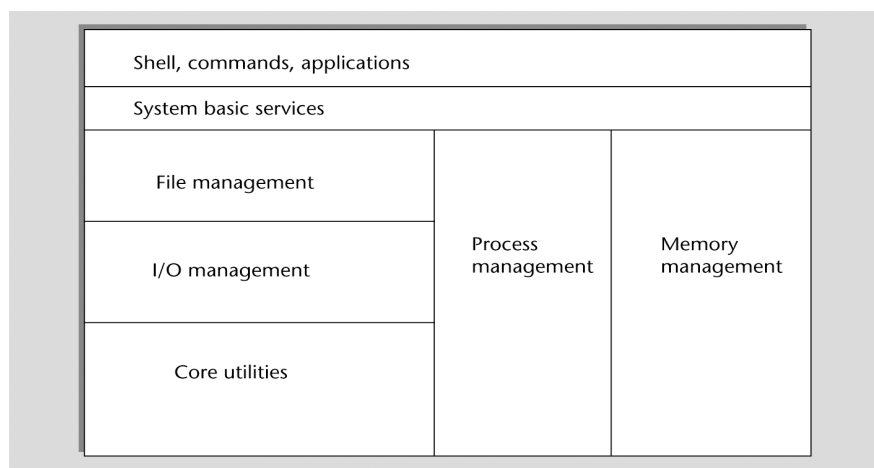 Shell, commands, applications
System basic services
File management
I/O management
Core utilities
Process
management
Memory
management